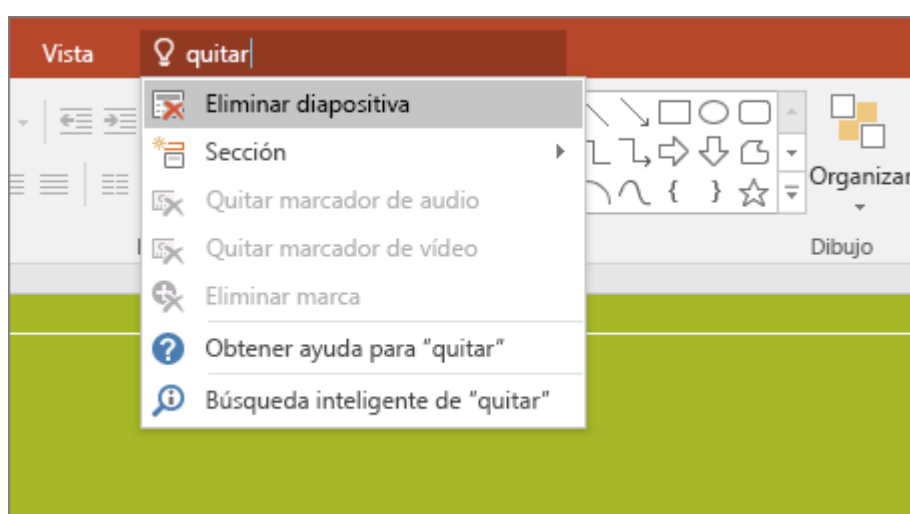 Vista
quitar
Eliminar diapositiva
Sección
Quitar marcador de audio
Quitar marcador de vídeo
Eliminar marca
Obtener ayuda para “quitar”
Búsqueda inteligente de “quitar”
Organizar
Dibujo